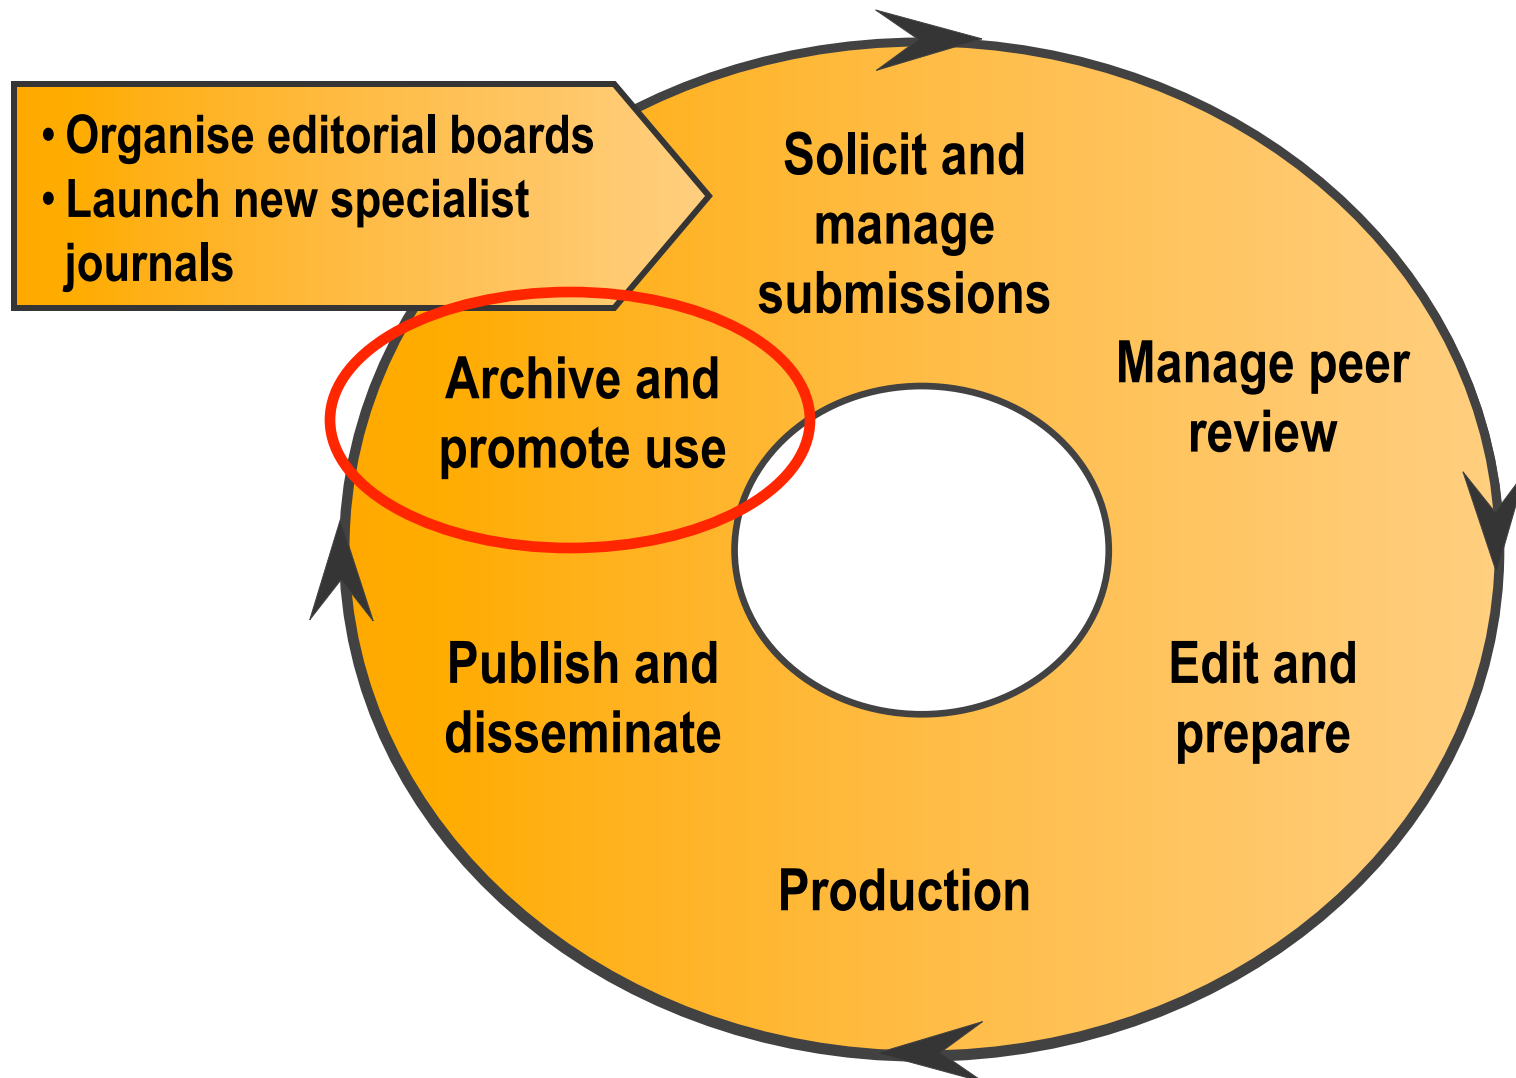 • Organise editorial boards
• Launch new specialist
journals
Solicit and
manage
submissions
Manage peer
review
Edit and
prepare
Production
Publish and
disseminate
Archive and
promote use